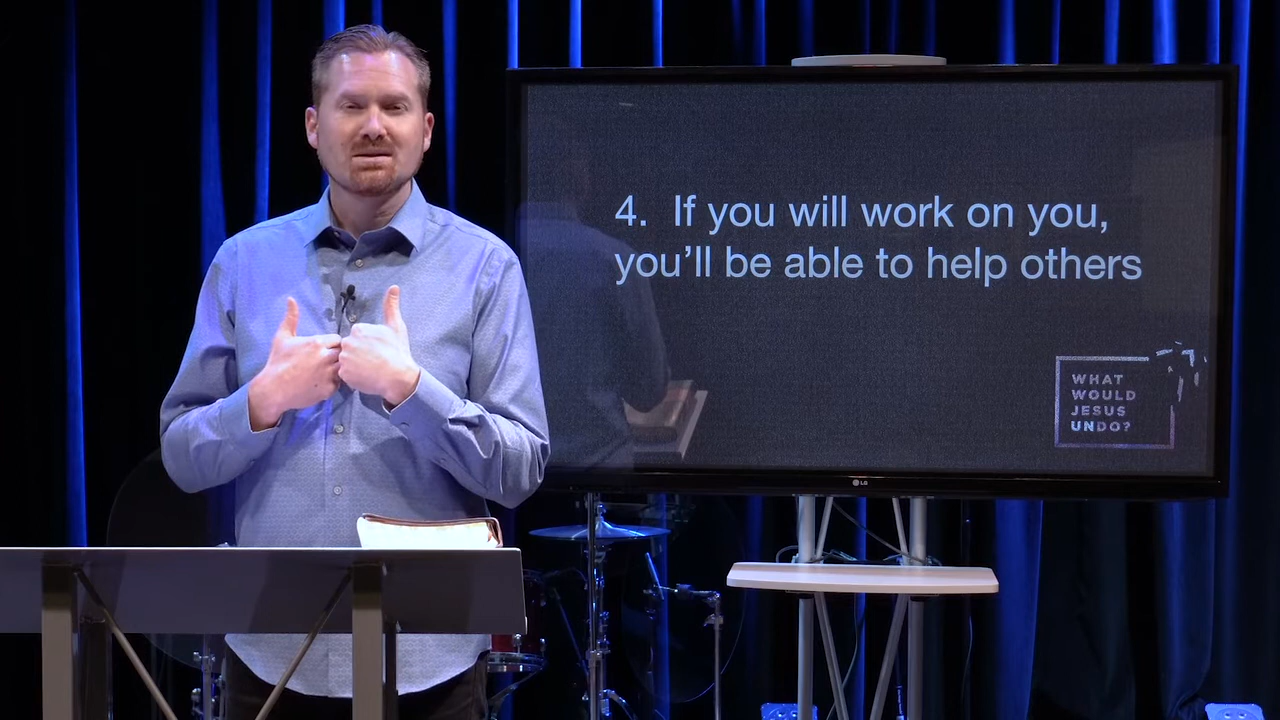 4. If you will work on you,
you'll be able to help others
WHAT
WOULD
JESUS
UNDO?
LG